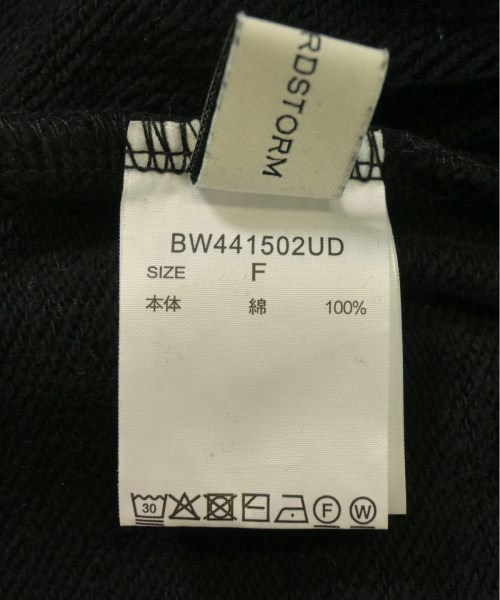 RDSTORM
BW441502UD
SIZE F
本体 綿 100%
30 F W